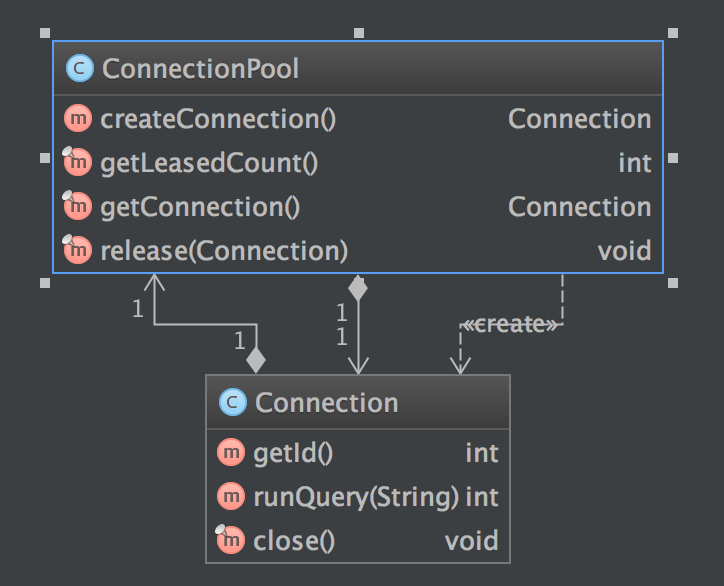 C ConnectionPool
m createConnection() Connection
m getLeasedCount() int
m getConnection() Connection
m release(Connection) void
1
1
1
1
«create»
C Connection
m getId() int
m runQuery(String) int
m close() void